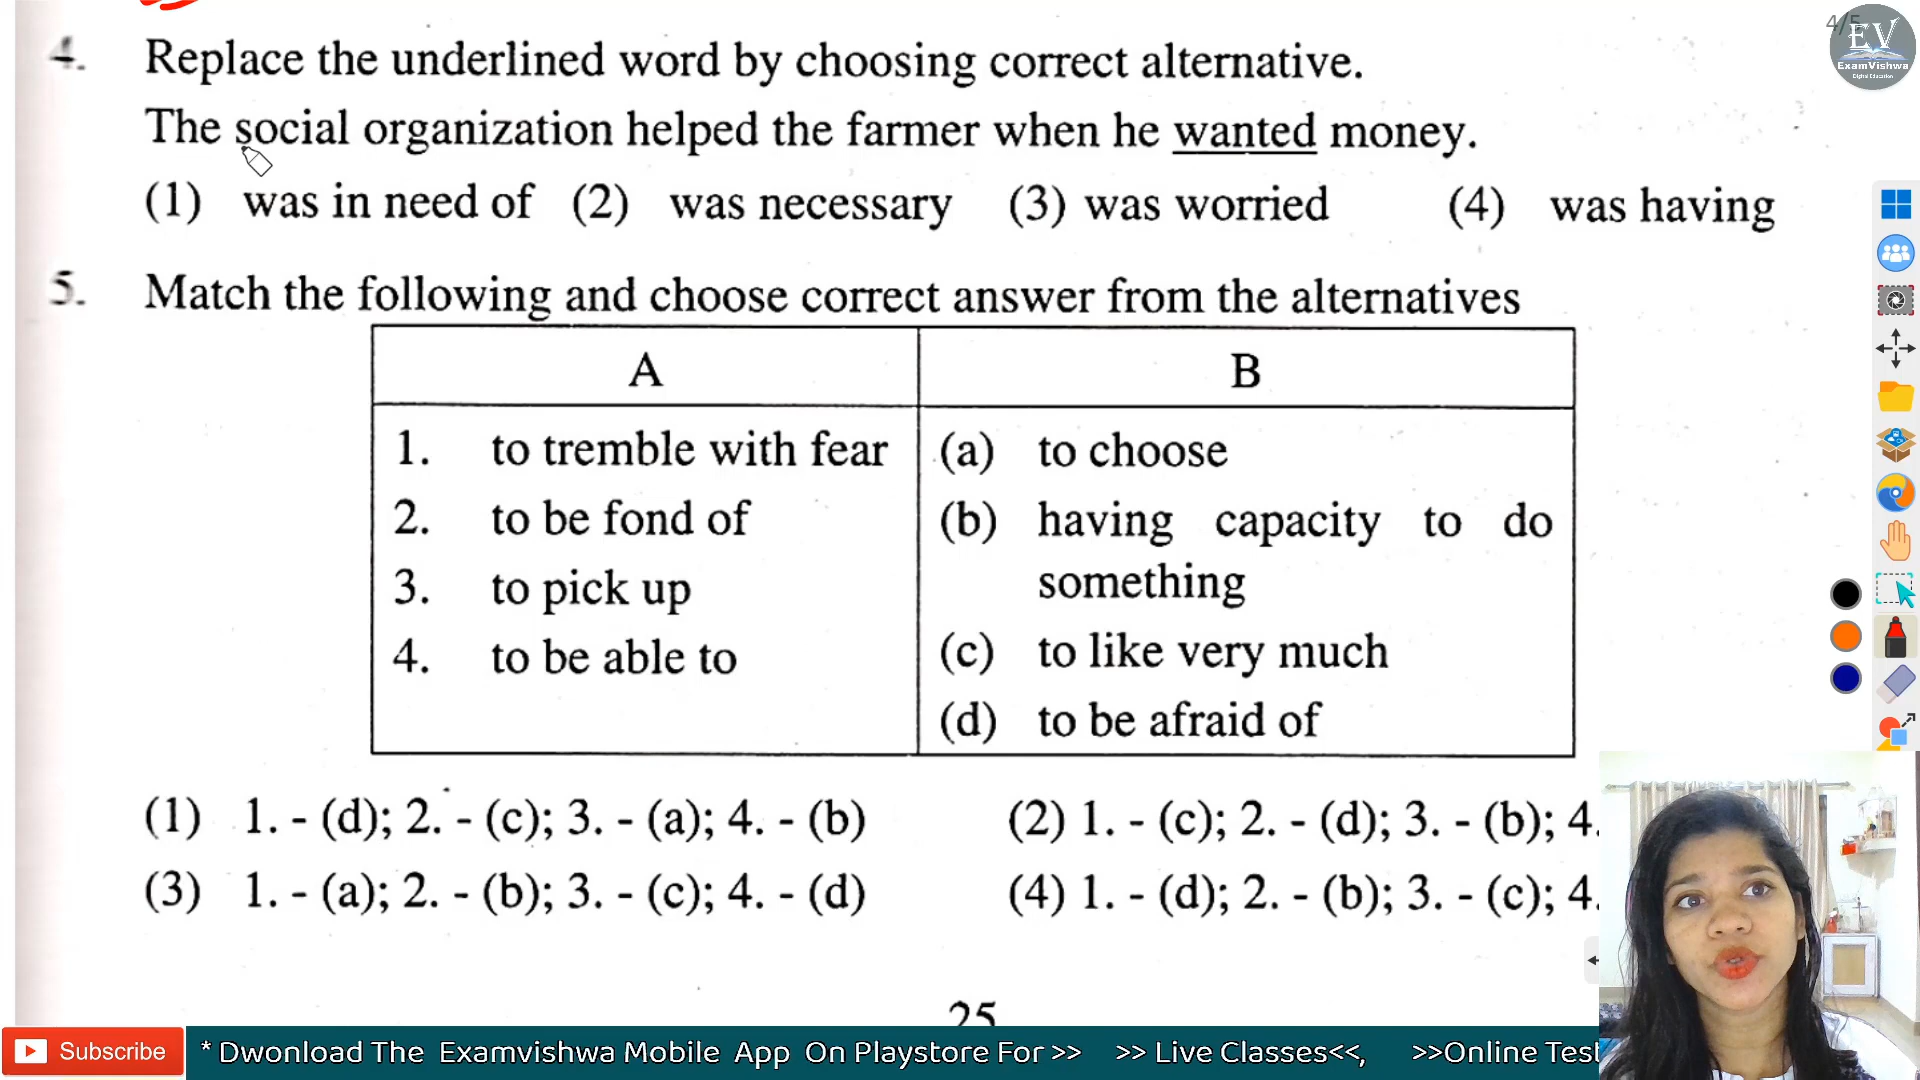 4/5
EV
ExamVishwa
Digital Education
4. Replace the underlined word by choosing correct alternative.
The social organization helped the farmer when he wanted money.
(1) was in need of (2) was necessary (3) was worried (4) was having
5. Match the following and choose correct answer from the alternatives
A B
1. to tremble with fear (a) to choose
2. to be fond of (b) having capacity to do
something
3. to pick up
4. to be able to (c) to like very much
(d) to be afraid of
(1) 1. - (d); 2. - (c); 3. - (a); 4. - (b) (2) 1. - (c); 2. - (d); 3. - (b); 4.
(3) 1. - (a); 2. - (b); 3. - (c); 4. - (d) (4) 1. - (d); 2. - (b); 3. - (c); 4.
25
Subscribe * Dwonload The Examvishwa Mobile App On Playstore For >> >> Live Classes<<, >>Online Test